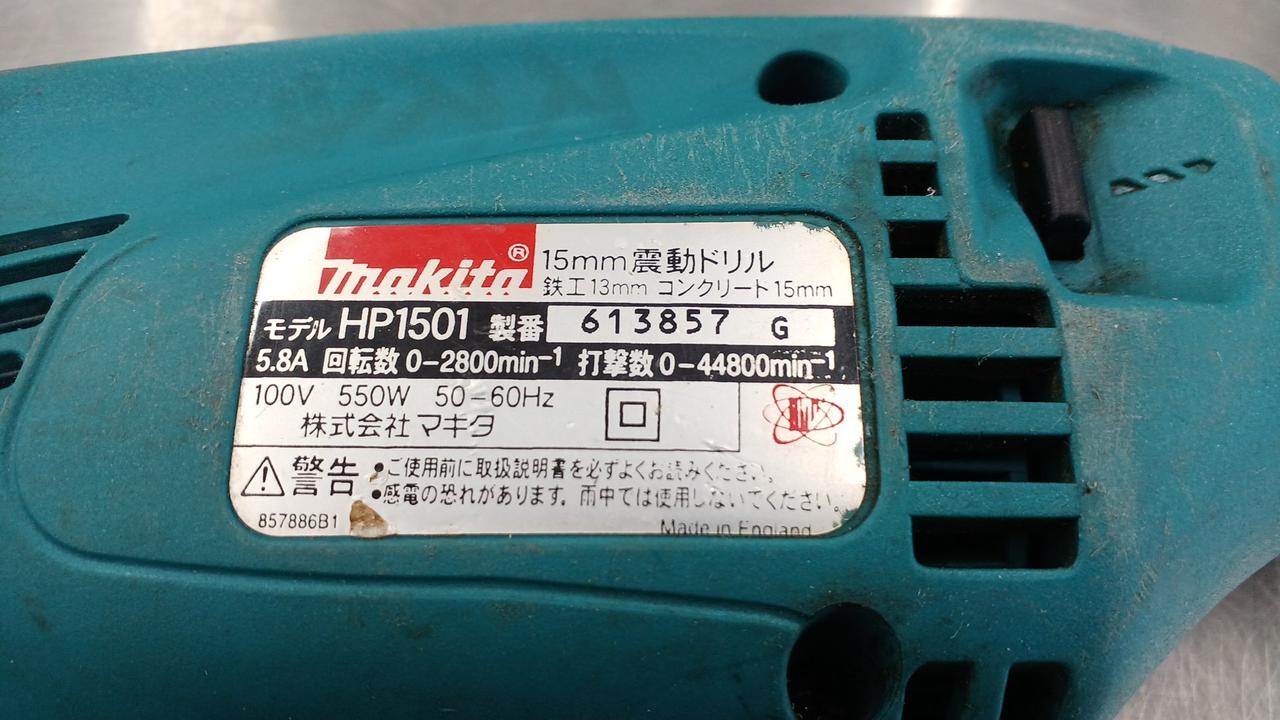 makita® 15mm震動ドリル
鉄工13mm コンクリート15mm
モデル HP1501 製番 613857 G
5.8A 回転数 0-2800min⁻¹ 打撃数 0-44800min⁻¹
100V 550W 50-60Hz
株式会社 マキタ
警告 •ご使用前に取扱説明書を必ずよくお読みください。
•感電の恐れがあります。雨中では使用しないでください。
857886B1
Made in England